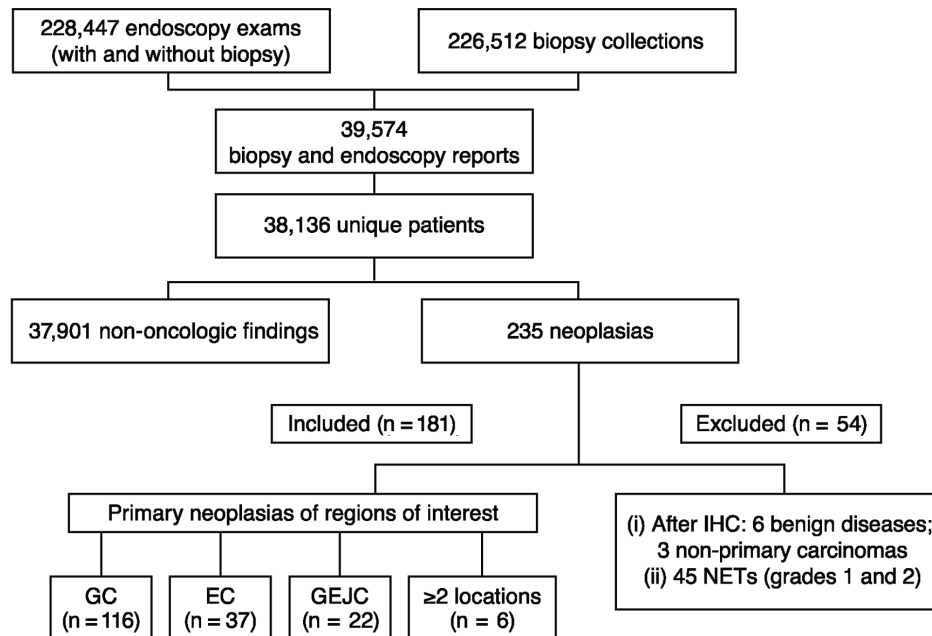 228,447 endoscopy exams
(with and without biopsy)
226,512 biopsy collections
39,574
biopsy and endoscopy reports
38,136 unique patients
37,901 non-oncologic findings
235 neoplasias
Included (n = 181)
Excluded (n = 54)
Primary neoplasias of regions of interest
(i) After IHC: 6 benign diseases;
3 non-primary carcinomas
(ii) 45 NETs (grades 1 and 2)
GC
(n = 116)
EC
(n = 37)
GEJC
(n = 22)
≥2 locations
(n = 6)